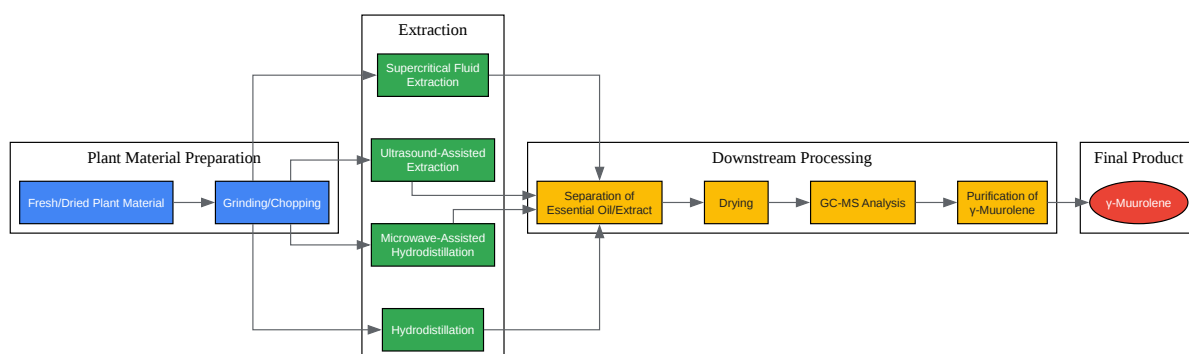 Extraction
Supercritical Fluid
Extraction
Ultrasound-Assisted
Extraction
Microwave-Assisted
Hydrodistillation
Hydrodistillation
Plant Material Preparation
Fresh/Dried Plant Material
Grinding/Chopping
Downstream Processing
Separation of
Essential Oil/Extract
Drying
GC-MS Analysis
Purification of
γ-Muurolene
Final Product
γ-Muurolene